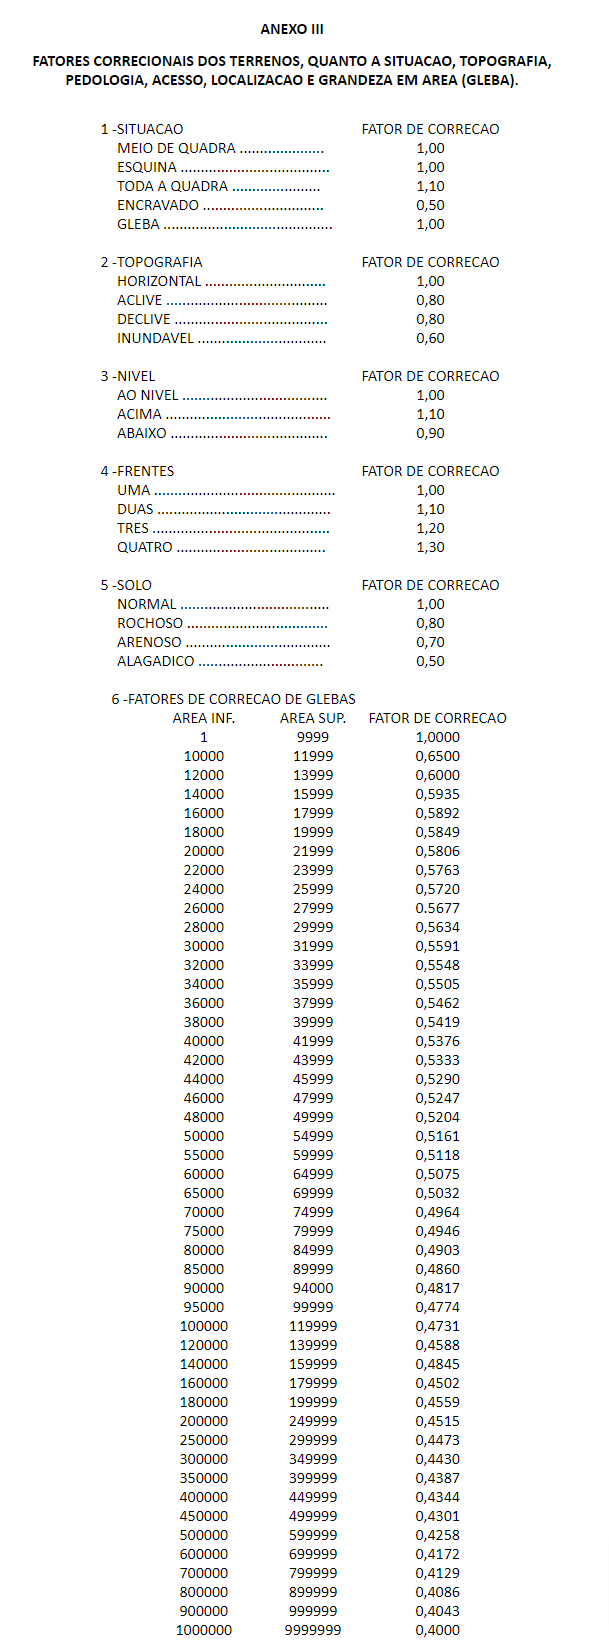 ANEXO III
FATORES CORRECIONAIS DOS TERRENOS, QUANTO A SITUACAO, TOPOGRAFIA,
PEDOLOGIA, ACESSO, LOCALIZACAO E GRANDEZA EM AREA (GLEBA).
1 -SITUACAO FATOR DE CORRECAO
MEIO DE QUADRA ..................... 1,00
ESQUINA ..................................... 1,00
TODA A QUADRA ...................... 1,10
ENCRAVADO .............................. 0,50
GLEBA .......................................... 1,00
2 -TOPOGRAFIA FATOR DE CORRECAO
HORIZONTAL .............................. 1,00
ACLIVE ........................................ 0,80
DECLIVE ...................................... 0,80
INUNDAVEL ................................ 0,60
3 -NIVEL FATOR DE CORRECAO
AO NIVEL .................................... 1,00
ACIMA ......................................... 1,10
ABAIXO ....................................... 0,90
4 -FRENTES FATOR DE CORRECAO
UMA ............................................. 1,00
DUAS ........................................... 1,10
TRES ............................................ 1,20
QUATRO ..................................... 1,30
5 -SOLO FATOR DE CORRECAO
NORMAL ..................................... 1,00
ROCHOSO ................................... 0,80
ARENOSO .................................... 0,70
ALAGADICO ............................... 0,50
6 -FATORES DE CORRECAO DE GLEBAS
AREA INF. AREA SUP. FATOR DE CORRECAO
1 9999 1,0000
10000 11999 0,6500
12000 13999 0,6000
14000 15999 0,5935
16000 17999 0,5892
18000 19999 0,5849
20000 21999 0,5806
22000 23999 0,5763
24000 25999 0,5720
26000 27999 0.5677
28000 29999 0,5634
30000 31999 0,5591
32000 33999 0,5548
34000 35999 0,5505
36000 37999 0,5462
38000 39999 0,5419
40000 41999 0,5376
42000 43999 0,5333
44000 45999 0,5290
46000 47999 0,5247
48000 49999 0,5204
50000 54999 0,5161
55000 59999 0,5118
60000 64999 0,5075
65000 69999 0,5032
70000 74999 0,4964
75000 79999 0,4946
80000 84999 0,4903
85000 89999 0,4860
90000 94000 0,4817
95000 99999 0,4774
100000 119999 0,4731
120000 139999 0,4588
140000 159999 0,4845
160000 179999 0,4502
180000 199999 0,4559
200000 249999 0,4515
250000 299999 0,4473
300000 349999 0,4430
350000 399999 0,4387
400000 449999 0,4344
450000 499999 0,4301
500000 599999 0,4258
600000 699999 0,4172
700000 799999 0,4129
800000 899999 0,4086
900000 999999 0,4043
1000000 9999999 0,4000